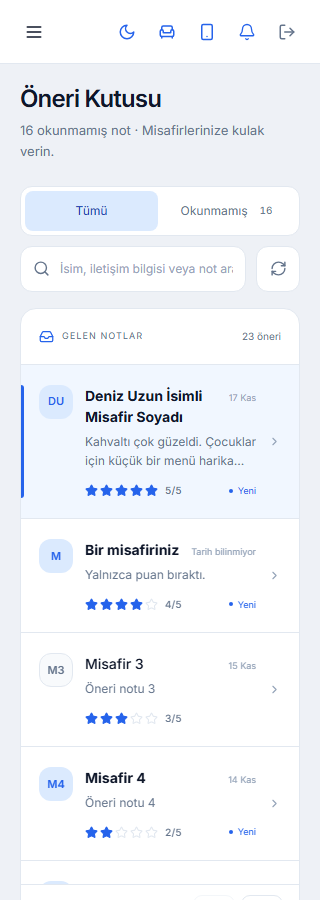 Öneri Kutusu
16 okunmamış not · Misafirlerinize kulak
verin.
Tümü
Okunmamış 16
İsim, iletişim bilgisi veya not ara
GELEN NOTLAR
23 öneri
DU
Deniz Uzun İsimli
Misafir Soyadı
17 Kas
Kahvaltı çok güzeldi. Çocuklar
için küçük bir menü harika...
5/5
Yeni
M
Bir misafiriniz
Tarih bilinmiyor
Yalnızca puan bıraktı.
4/5
Yeni
M3
Misafir 3
15 Kas
Öneri notu 3
3/5
M4
Misafir 4
14 Kas
Öneri notu 4
2/5
Yeni